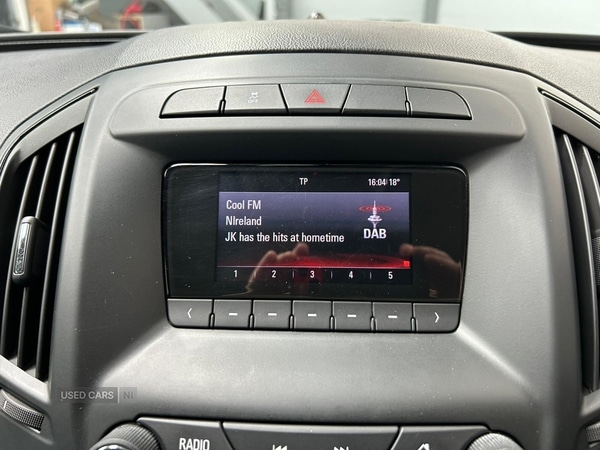 TP
16:04 18°
Cool FM
NIreland
JK has the hits at hometime
DAB
1 2 3 4 5
USED CARS NI
RADIO